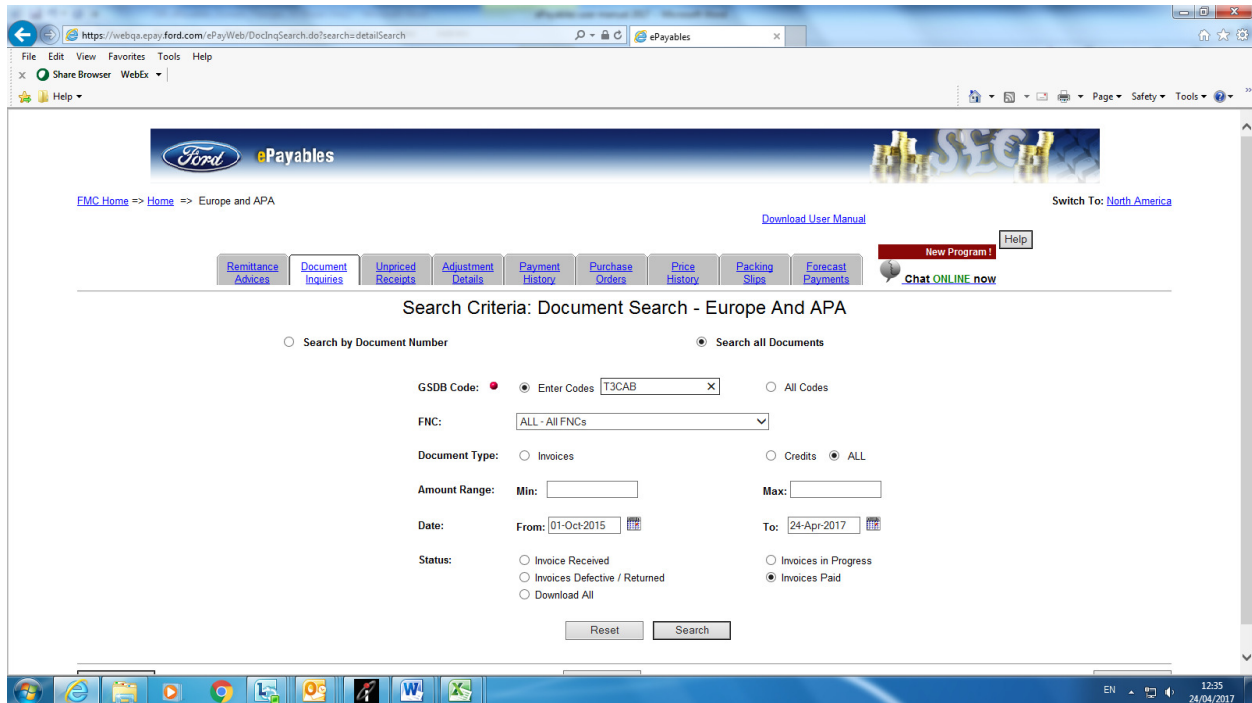 https://webqa.epay.ford.com/ePayWeb/DocInqSearch.do?search=detailSearch
ePayables
File Edit View Favorites Tools Help
x Share Browser WebEx
Help
Page Safety Tools
Ford ePayables
FMC Home => Home => Europe and APA
Switch To: North America
Download User Manual
Help
New Program !
Chat ONLINE now
Remittance Advices
Document Inquiries
Unpriced Receipts
Adjustment Details
Payment History
Purchase Orders
Price History
Packing Slips
Forecast Payments
Search Criteria: Document Search - Europe And APA
Search by Document Number
Search all Documents
GSDB Code: Enter Codes T3CAB All Codes
FNC: ALL - All FNCs
Document Type: Invoices Credits ALL
Amount Range: Min: Max:
Date: From: 01-Oct-2015 To: 24-Apr-2017
Status: Invoice Received Invoices in Progress
Invoices Defective / Returned Invoices Paid
Download All
Reset Search
EN 12:35
24/04/2017